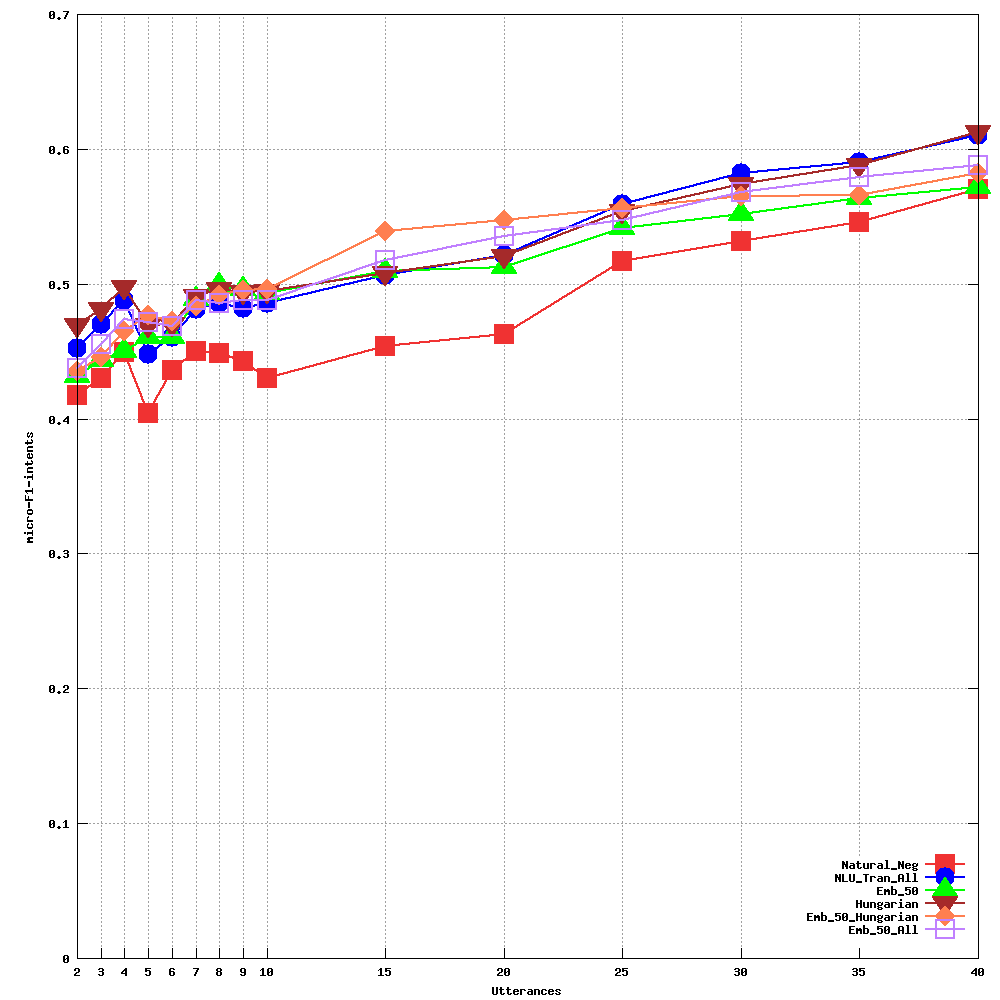 0.7
0.6
0.5
0.4
0.3
0.2
0.1
0
micro-F1-intents
2 3 4 5 6 7 8 9 10 15 20 25 30 35 40
Utterances
Natural_Neg
NLU_Tran_All
Emb_50
Hungarian
Emb_50_Hungarian
Emb_50_All